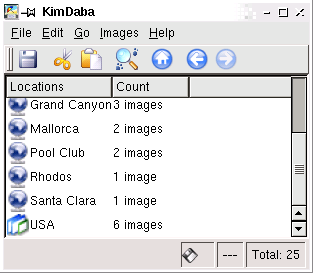 KimDaba
File Edit Go Images Help
Locations Count
Grand Canyon 3 images
Mallorca 2 images
Pool Club 2 images
Rhodos 1 image
Santa Clara 1 image
USA 6 images
--- Total: 25